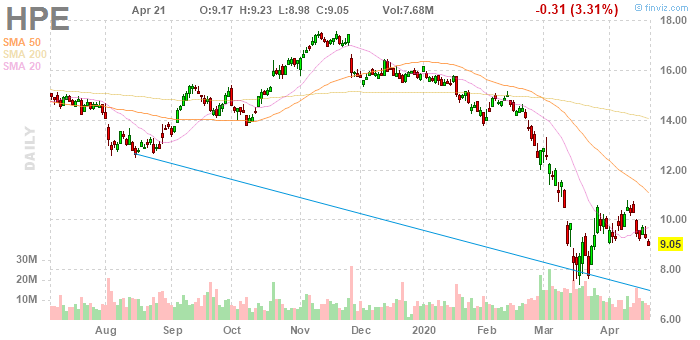 HPE Apr 21 O:9.17 H:9.23 L:8.98 C:9.05 Vol:7.68M -0.31 (3.31%) © finviz.com
SMA 50
SMA 200
SMA 20
DAILY
18.00
16.00
14.00
12.00
10.00
9.05
8.00
6.00
30M
20M
10M
Aug Sep Oct Nov Dec 2020 Feb Mar Apr